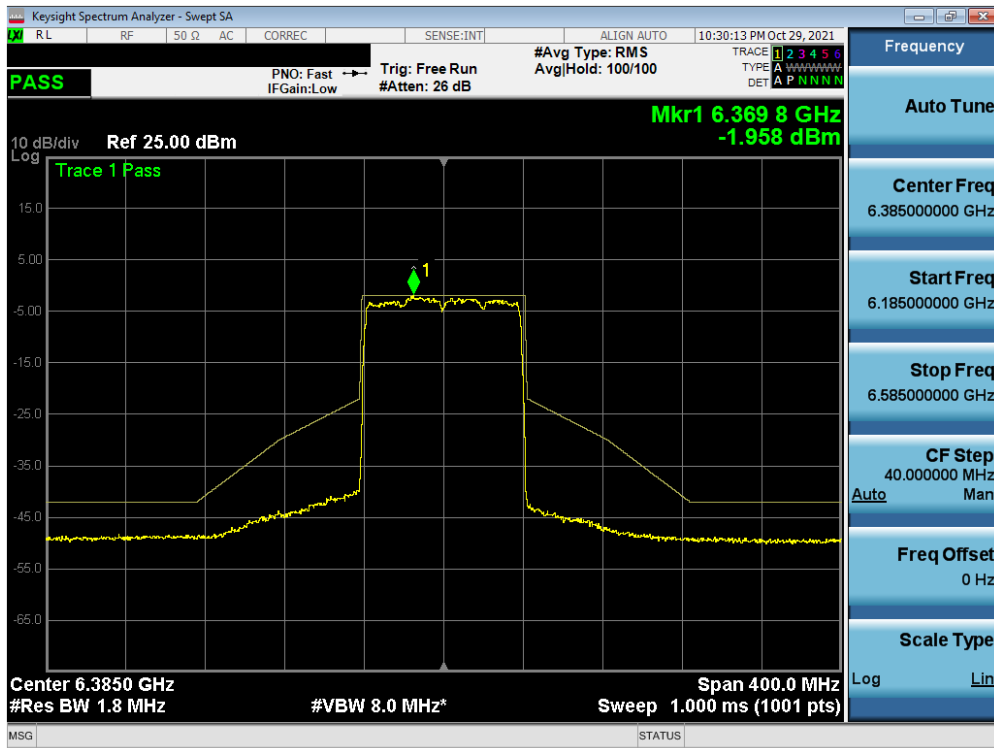 Keysight Spectrum Analyzer - Swept SA
LXI RL RF 50 Ω AC CORREC SENSE:INT ALIGN AUTO 10:30:13 PM Oct 29, 2021
PASS
PNO: Fast
IFGain:Low
Trig: Free Run
#Atten: 26 dB
#Avg Type: RMS
Avg|Hold: 100/100
TRACE 1 2 3 4 5 6
TYPE A WWWWW
DET A P N N N N
Mkr1 6.369 8 GHz
-1.958 dBm
10 dB/div Ref 25.00 dBm
Log
Trace 1 Pass
15.0
5.00
1
-5.00
-15.0
-25.0
-35.0
-45.0
-55.0
-65.0
Center 6.3850 GHz
#Res BW 1.8 MHz
#VBW 8.0 MHz*
Span 400.0 MHz
Sweep 1.000 ms (1001 pts)
MSG STATUS
Frequency
Auto Tune
Center Freq
6.385000000 GHz
Start Freq
6.185000000 GHz
Stop Freq
6.585000000 GHz
CF Step
40.000000 MHz
Auto Man
Freq Offset
0 Hz
Scale Type
Log Lin